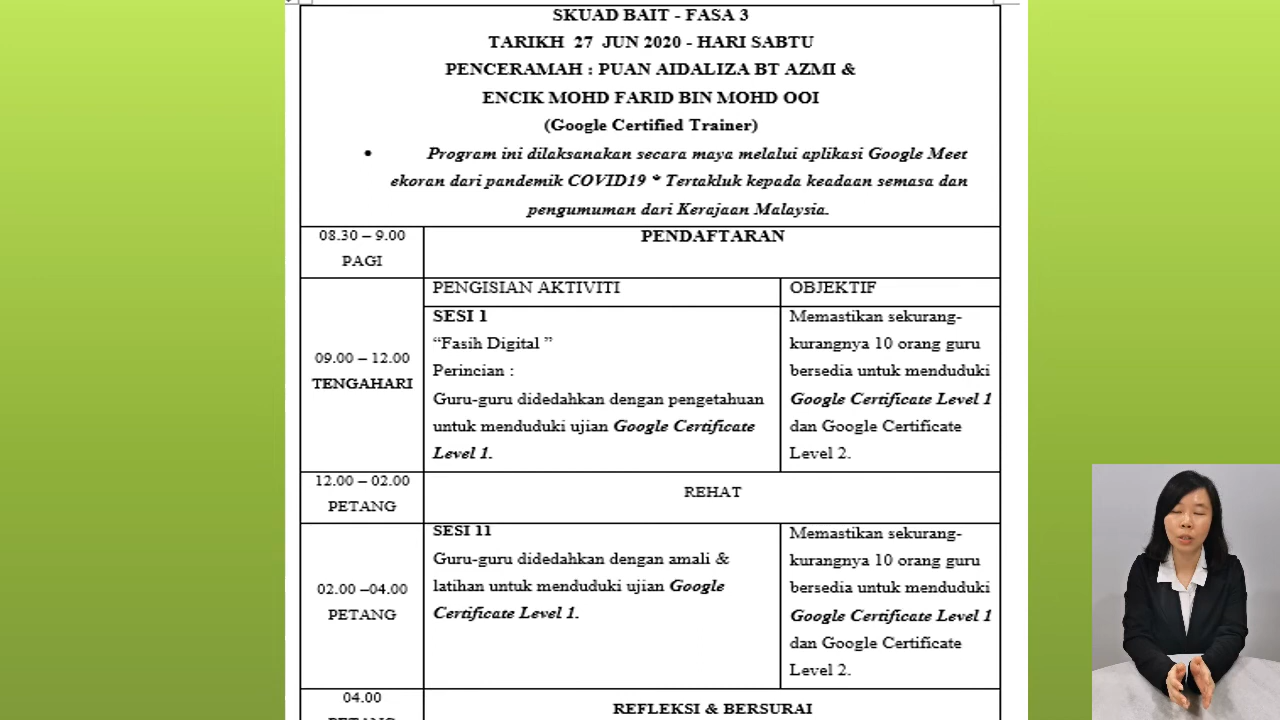 SKUAD BAIT - FASA 3
TARIKH 27 JUN 2020 - HARI SABTU
PENCERAMAH : PUAN AIDALIZA BT AZMI &
ENCIK MOHD FARID BIN MOHD OOI
(Google Certified Trainer)
• Program ini dilaksanakan secara maya melalui aplikasi Google Meet
ekoran dari pandemik COVID19 * Tertakluk kepada keadaan semasa dan
pengumuman dari Kerajaan Malaysia.
08.30 – 9.00
PAGI
PENDAFTARAN
09.00 – 12.00
TENGAHARI
PENGISIAN AKTIVITI
OBJEKTIF
SESI 1
“Fasih Digital ”
Perincian :
Guru-guru didedahkan dengan pengetahuan
untuk menduduki ujian Google Certificate
Level 1.
Memastikan sekurang-
kurangnya 10 orang guru
bersedia untuk menduduki
Google Certificate Level 1
dan Google Certificate
Level 2.
12.00 – 02.00
PETANG
REHAT
02.00 –04.00
PETANG
SESI 11
Guru-guru didedahkan dengan amali &
latihan untuk menduduki ujian Google
Certificate Level 1.
Memastikan sekurang-
kurangnya 10 orang guru
bersedia untuk menduduki
Google Certificate Level 1
dan Google Certificate
Level 2.
04.00
PETANG
REFLEKSI & BERSURAI